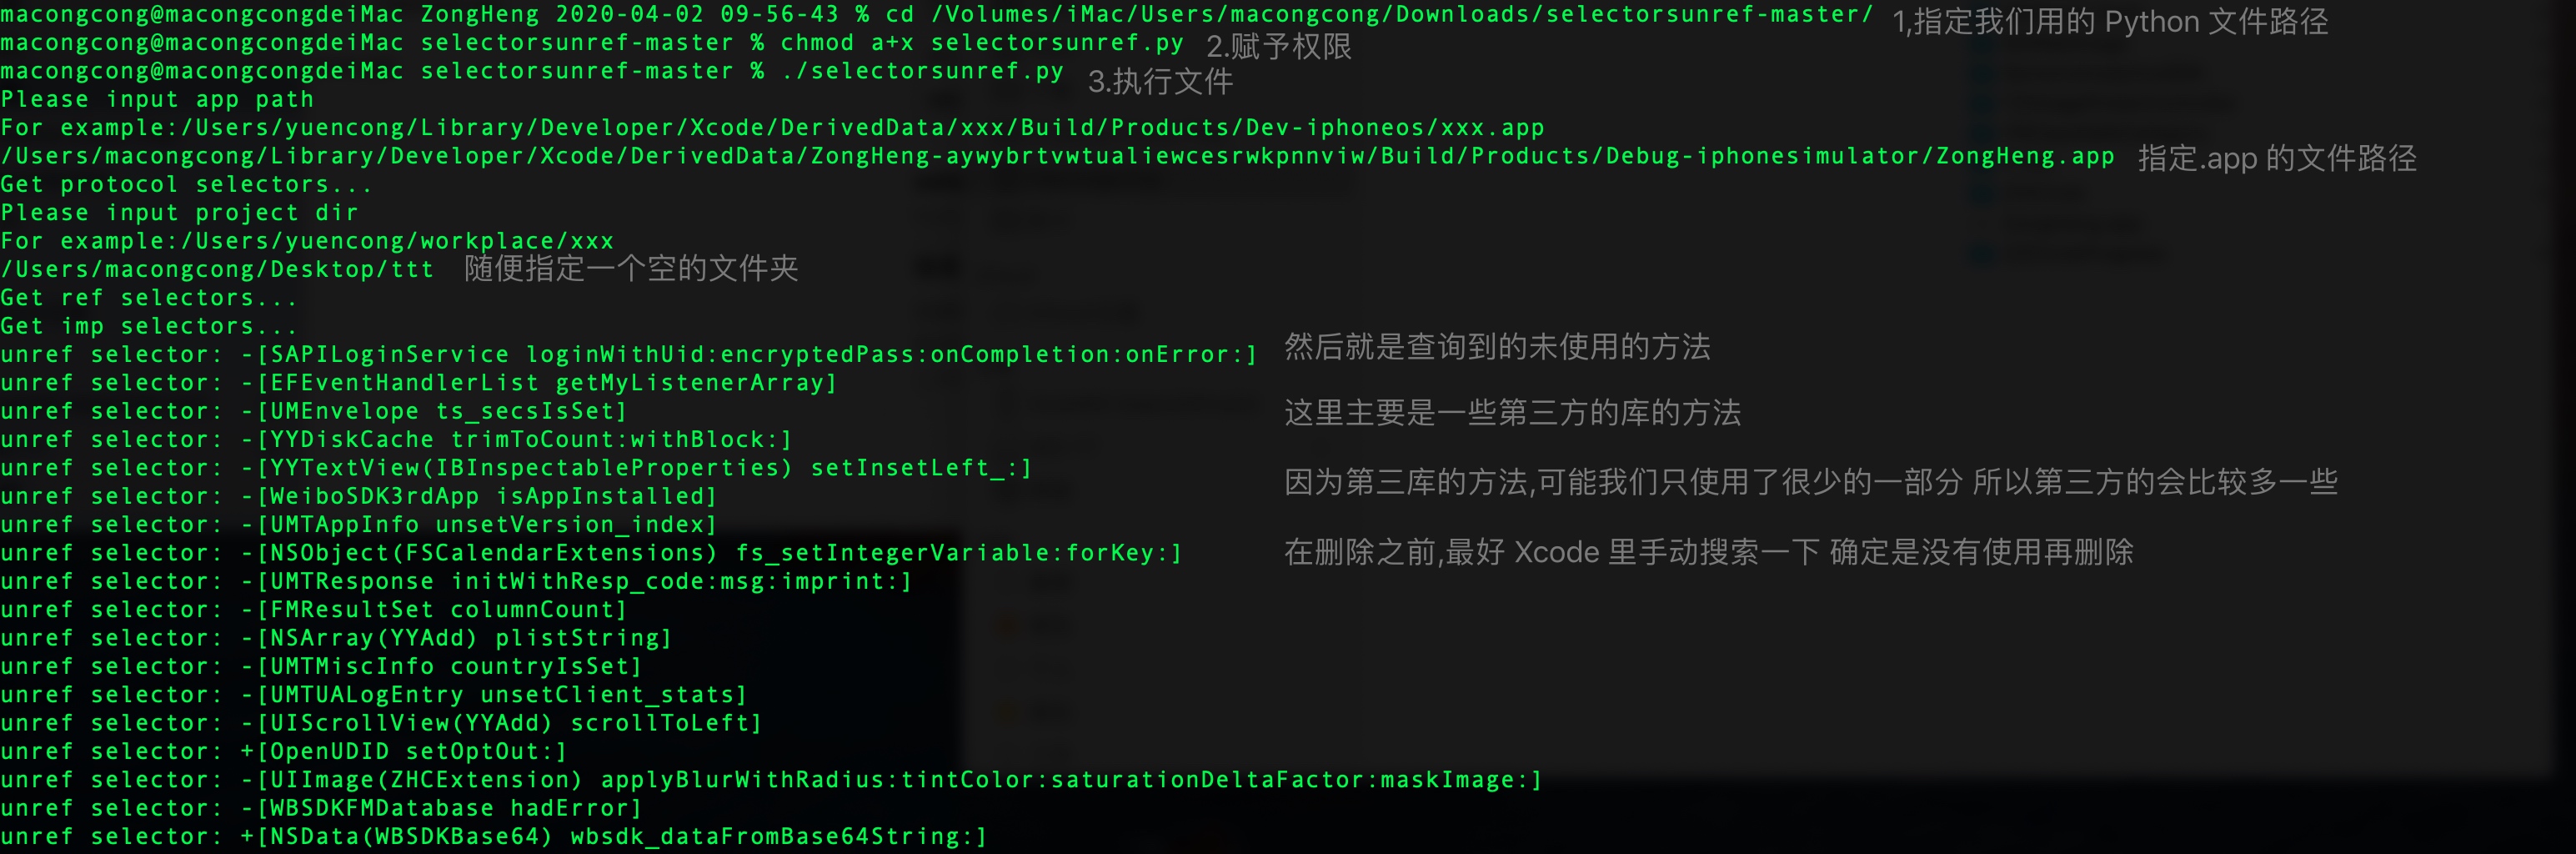 macongcong@macongcongdeiMac ZongHeng 2020-04-02 09-56-43 % cd /Volumes/iMac/Users/macongcong/Downloads/selectorsunref-master/ 1,指定我们用的 Python 文件路径
macongcong@macongcongdeiMac selectorsunref-master % chmod a+x selectorsunref.py 2.赋予权限
macongcong@macongcongdeiMac selectorsunref-master % ./selectorsunref.py 3.执行文件
Please input app path
For example:/Users/yuencong/Library/Developer/Xcode/DerivedData/xxx/Build/Products/Dev-iphoneos/xxx.app
/Users/macongcong/Library/Developer/Xcode/DerivedData/ZongHeng-aywybrtvwtualiewcesrwkpnnviw/Build/Products/Debug-iphonesimulator/ZongHeng.app 指定.app 的文件路径
Get protocol selectors...
Please input project dir
For example:/Users/yuencong/workplace/xxx
/Users/macongcong/Desktop/ttt 随便指定一个空的文件夹
Get ref selectors...
Get imp selectors...
unref selector: -[SAPILoginService loginWithUid:encryptedPass:onCompletion:onError:] 然后就是查询到的未使用的方法
unref selector: -[EFEventHandlerList getMyListenerArray]
unref selector: -[UMEnvelope ts_secsIsSet] 这里主要是一些第三方的库的方法
unref selector: -[YYDiskCache trimToCount:withBlock:]
unref selector: -[YYTextView(IBInspectableProperties) setInsetLeft_:] 因为第三库的方法,可能我们只使用了很少的一部分 所以第三方的会比较多一些
unref selector: -[WeiboSDK3rdApp isAppInstalled]
unref selector: -[UMTAppInfo unsetVersion_index]
unref selector: -[NSObject(FSCalendarExtensions) fs_setIntegerVariable:forKey:] 在删除之前,最好 Xcode 里手动搜索一下 确定是没有使用再删除
unref selector: -[UMTResponse initWithResp_code:msg:imprint:]
unref selector: -[FMResultSet columnCount]
unref selector: -[NSArray(YYAdd) plistString]
unref selector: -[UMTMiscInfo countryIsSet]
unref selector: -[UMTUALogEntry unsetClient_stats]
unref selector: -[UIScrollView(YYAdd) scrollToLeft]
unref selector: +[OpenUDID setOptOut:]
unref selector: -[UIImage(ZHCExtension) applyBlurWithRadius:tintColor:saturationDeltaFactor:maskImage:]
unref selector: -[WBSDKFMDatabase hadError]
unref selector: +[NSData(WBSDKBase64) wbsdk_dataFromBase64String:]